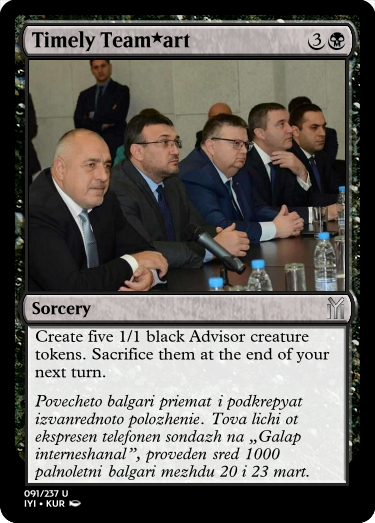 Timely Team★art
3
Sorcery
Create five 1/1 black Advisor creature
tokens. Sacrifice them at the end of your
next turn.
Povecheto balgari priemat i podkrepyat
izvanrednoto polozhenie. Tova lichi ot
ekspresen telefonen sondazh na „Galap
interneshanal”, proveden sred 1000
palnoletni balgari mezhdu 20 i 23 mart.
091/237 U
IYI • KUR